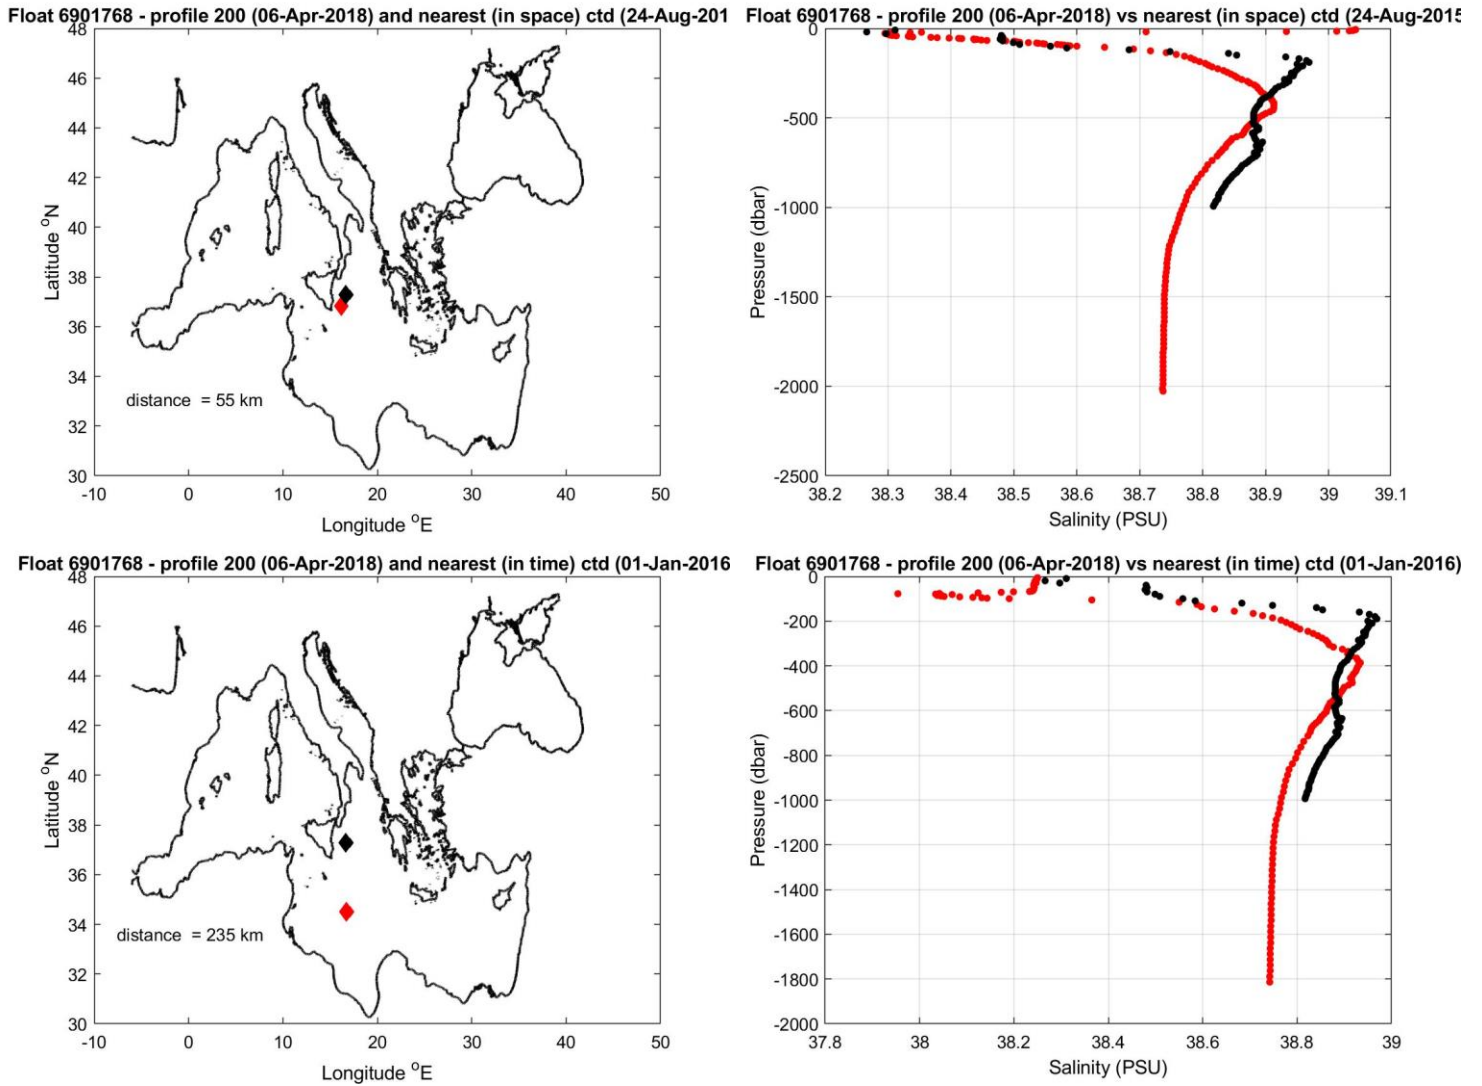 Float 6901768 - profile 200 (06-Apr-2018) and nearest (in space) ctd (24-Aug-201
48
46
44
42
40
38
36
34
32
30
Latitude °N
distance = 55 km
-10 0 10 20 30 40 50
Longitude °E
Float 6901768 - profile 200 (06-Apr-2018) vs nearest (in space) ctd (24-Aug-2015
0
-500
-1000
-1500
-2000
-2500
Pressure (dbar)
38.2 38.3 38.4 38.5 38.6 38.7 38.8 38.9 39 39.1
Salinity (PSU)
Float 6901768 - profile 200 (06-Apr-2018) and nearest (in time) ctd (01-Jan-2016
48
46
44
42
40
38
36
34
32
30
Latitude °N
distance = 235 km
-10 0 10 20 30 40 50
Longitude °E
Float 6901768 - profile 200 (06-Apr-2018) vs nearest (in time) ctd (01-Jan-2016)
0
-200
-400
-600
-800
-1000
-1200
-1400
-1600
-1800
-2000
Pressure (dbar)
37.8 38 38.2 38.4 38.6 38.8 39
Salinity (PSU)